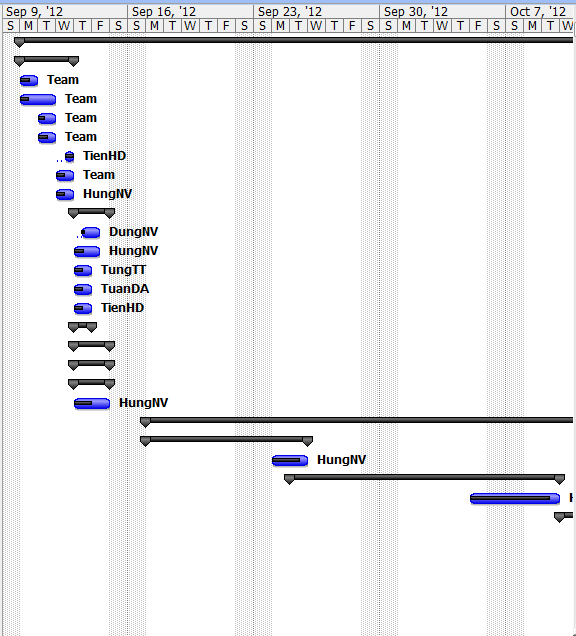 Sep 9, '12 Sep 16, '12 Sep 23, '12 Sep 30, '12 Oct 7, '12
S M T W T F S S M T W T F S S M T W T F S S M T W T F S S M T W
Team
Team
Team
Team
TienHD
Team
HungNV
DungNV
HungNV
TungTT
TuanDA
TienHD
HungNV
HungNV